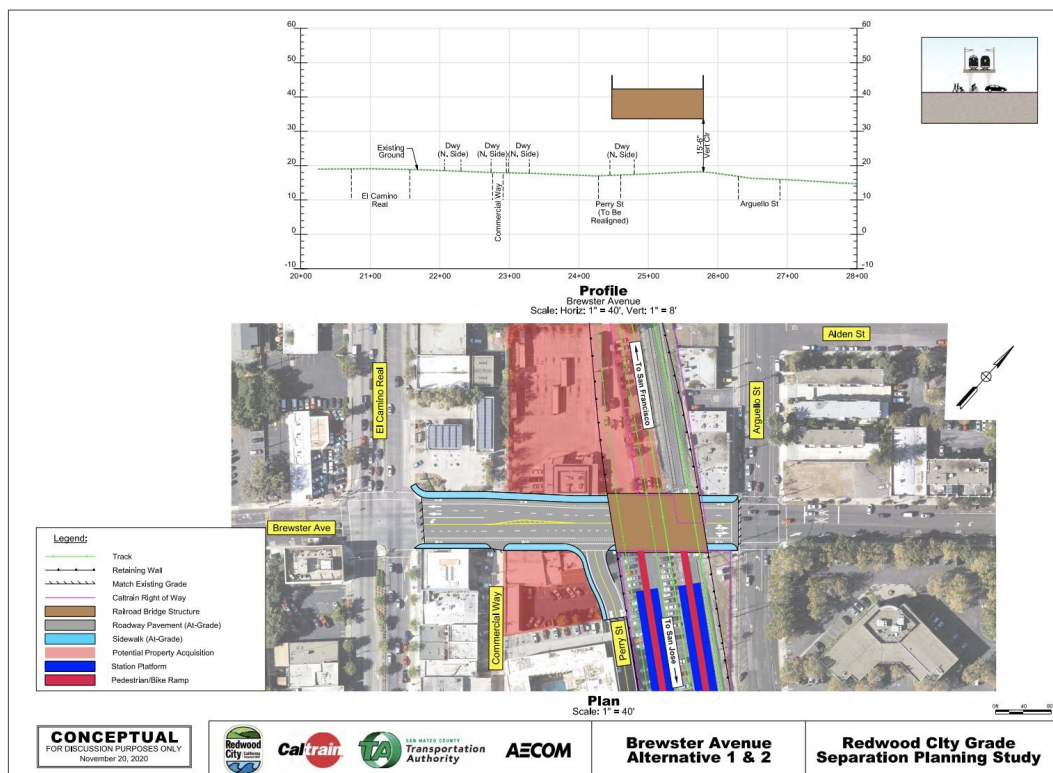 60
50
40
30
20
10
0
-10
60
50
40
30
20
10
0
-10
Existing
Ground
Dwy
(N. Side)
Dwy
(N. Side)
Dwy
(N. Side)
Dwy
(N. Side)
15'-6"
Vert Clr
El Camino
Real
Commercial Way
Perry St
(To Be
Realigned)
Arguello St
20+00 21+00 22+00 23+00 24+00 25+00 26+00 27+00 28+00
Profile
Brewster Avenue
Scale: Horiz: 1" = 40', Vert: 1" = 8'
Alden St
El Camino Real
To San Francisco
Arguello St
Brewster Ave
Commercial Way
Perry St
To San Jose
Legend:
Track
Retaining Wall
Match Existing Grade
Caltrain Right of Way
Railroad Bridge Structure
Roadway Pavement (At-Grade)
Sidewalk (At-Grade)
Potential Property Acquisition
Station Platform
Pedestrian/Bike Ramp
Plan
Scale: 1" = 40'
0 40 80
CONCEPTUAL
FOR DISCUSSION PURPOSES ONLY
November 20, 2020
Redwood
City California
Caltrain
TA
SAN MATEO COUNTY
Transportation
Authority
AECOM
Brewster Avenue
Alternative 1 & 2
Redwood City Grade
Separation Planning Study